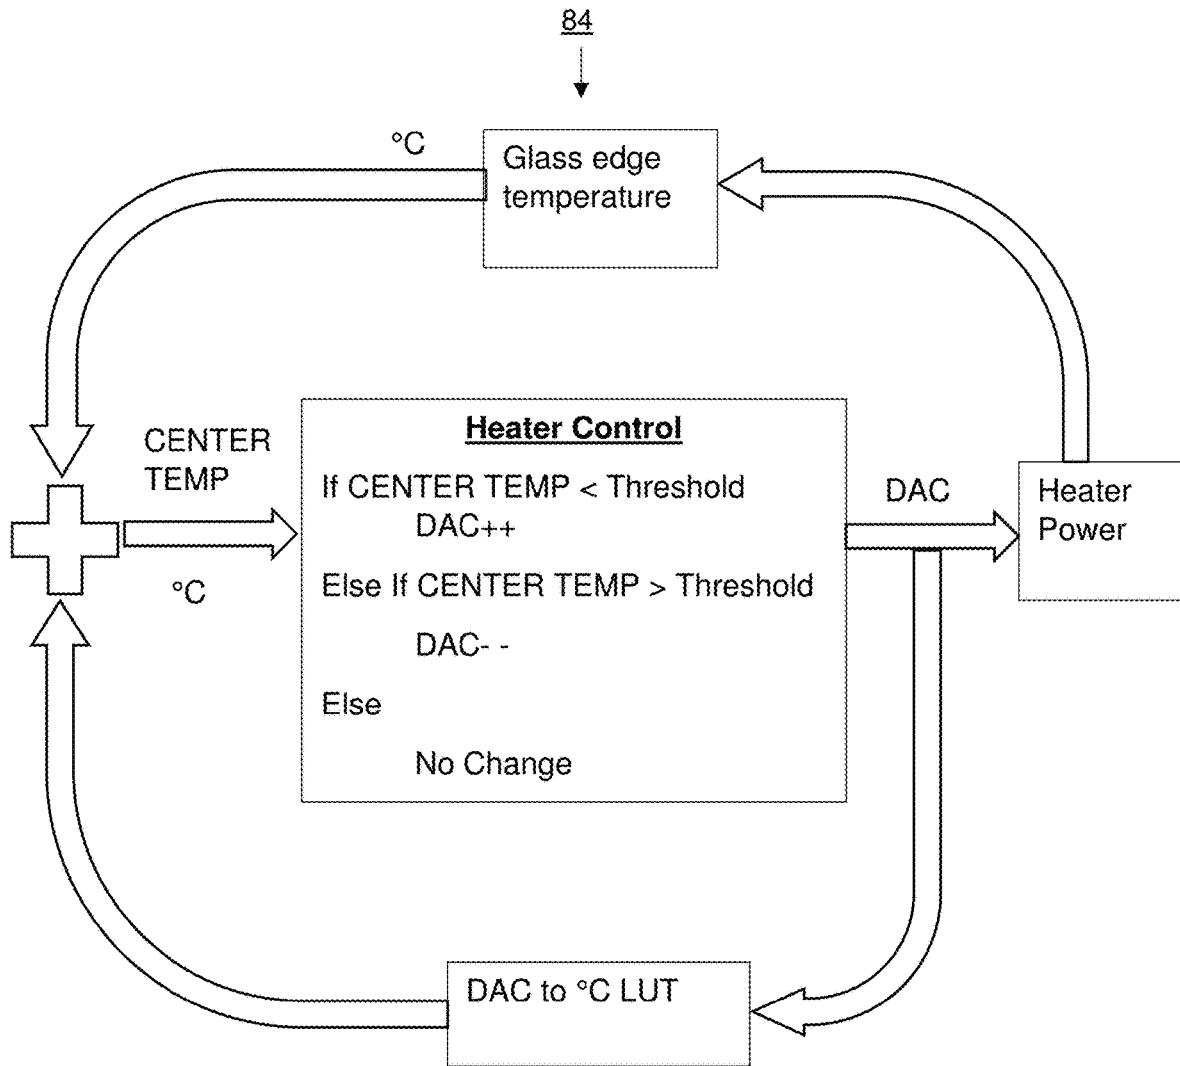 84
°C
Glass edge
temperature
CENTER
TEMP
°C
Heater Control
If CENTER TEMP < Threshold
DAC++
Else If CENTER TEMP > Threshold
DAC- -
Else
No Change
DAC
Heater
Power
DAC to °C LUT